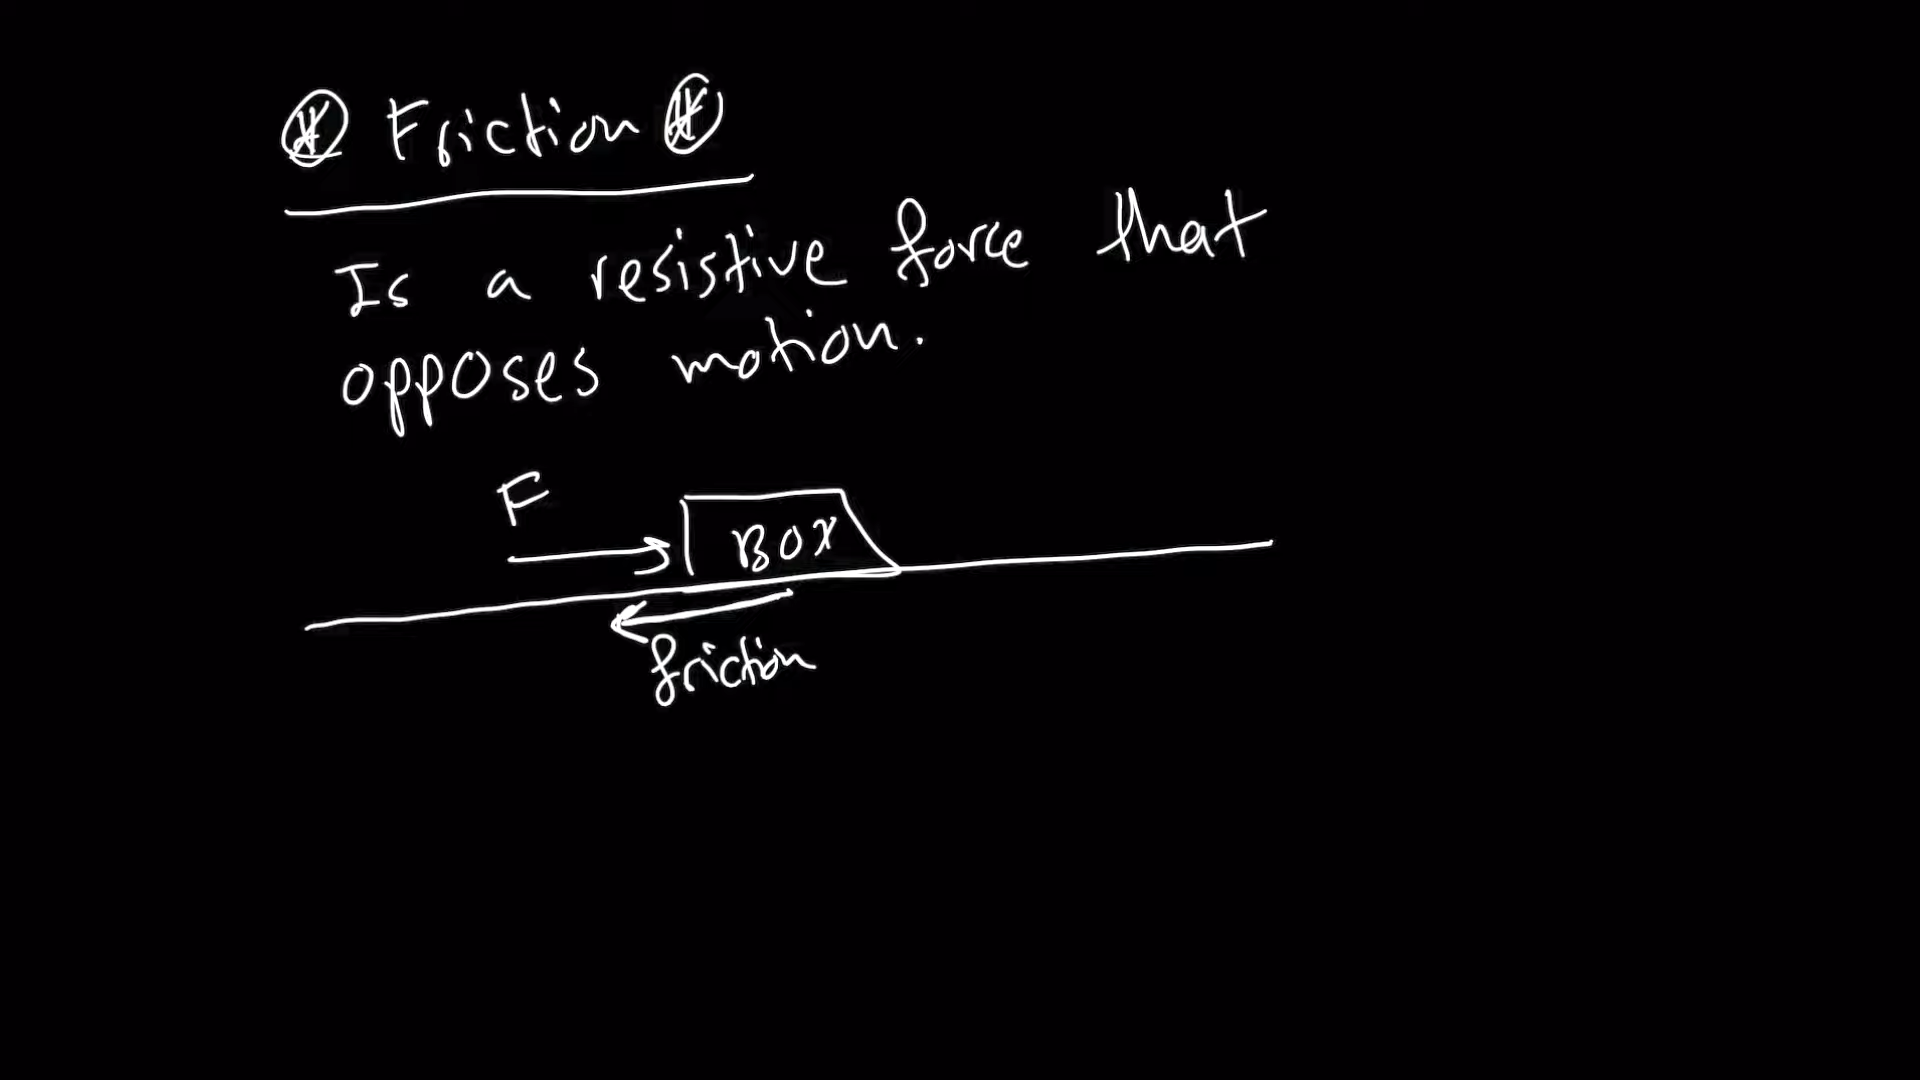 Friction
Is a resistive force that
opposes motion.
F
BOX
friction